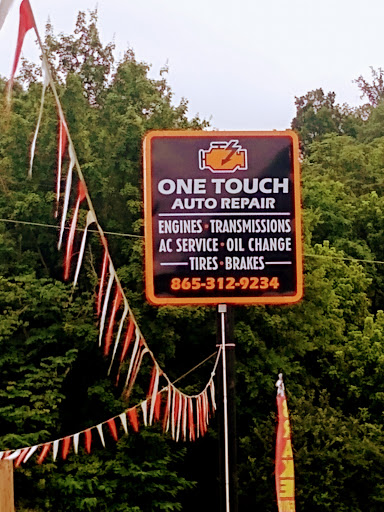 ONE TOUCH
AUTO REPAIR
ENGINES • TRANSMISSIONS
AC SERVICE • OIL CHANGE
TIRES • BRAKES
865-312-9234